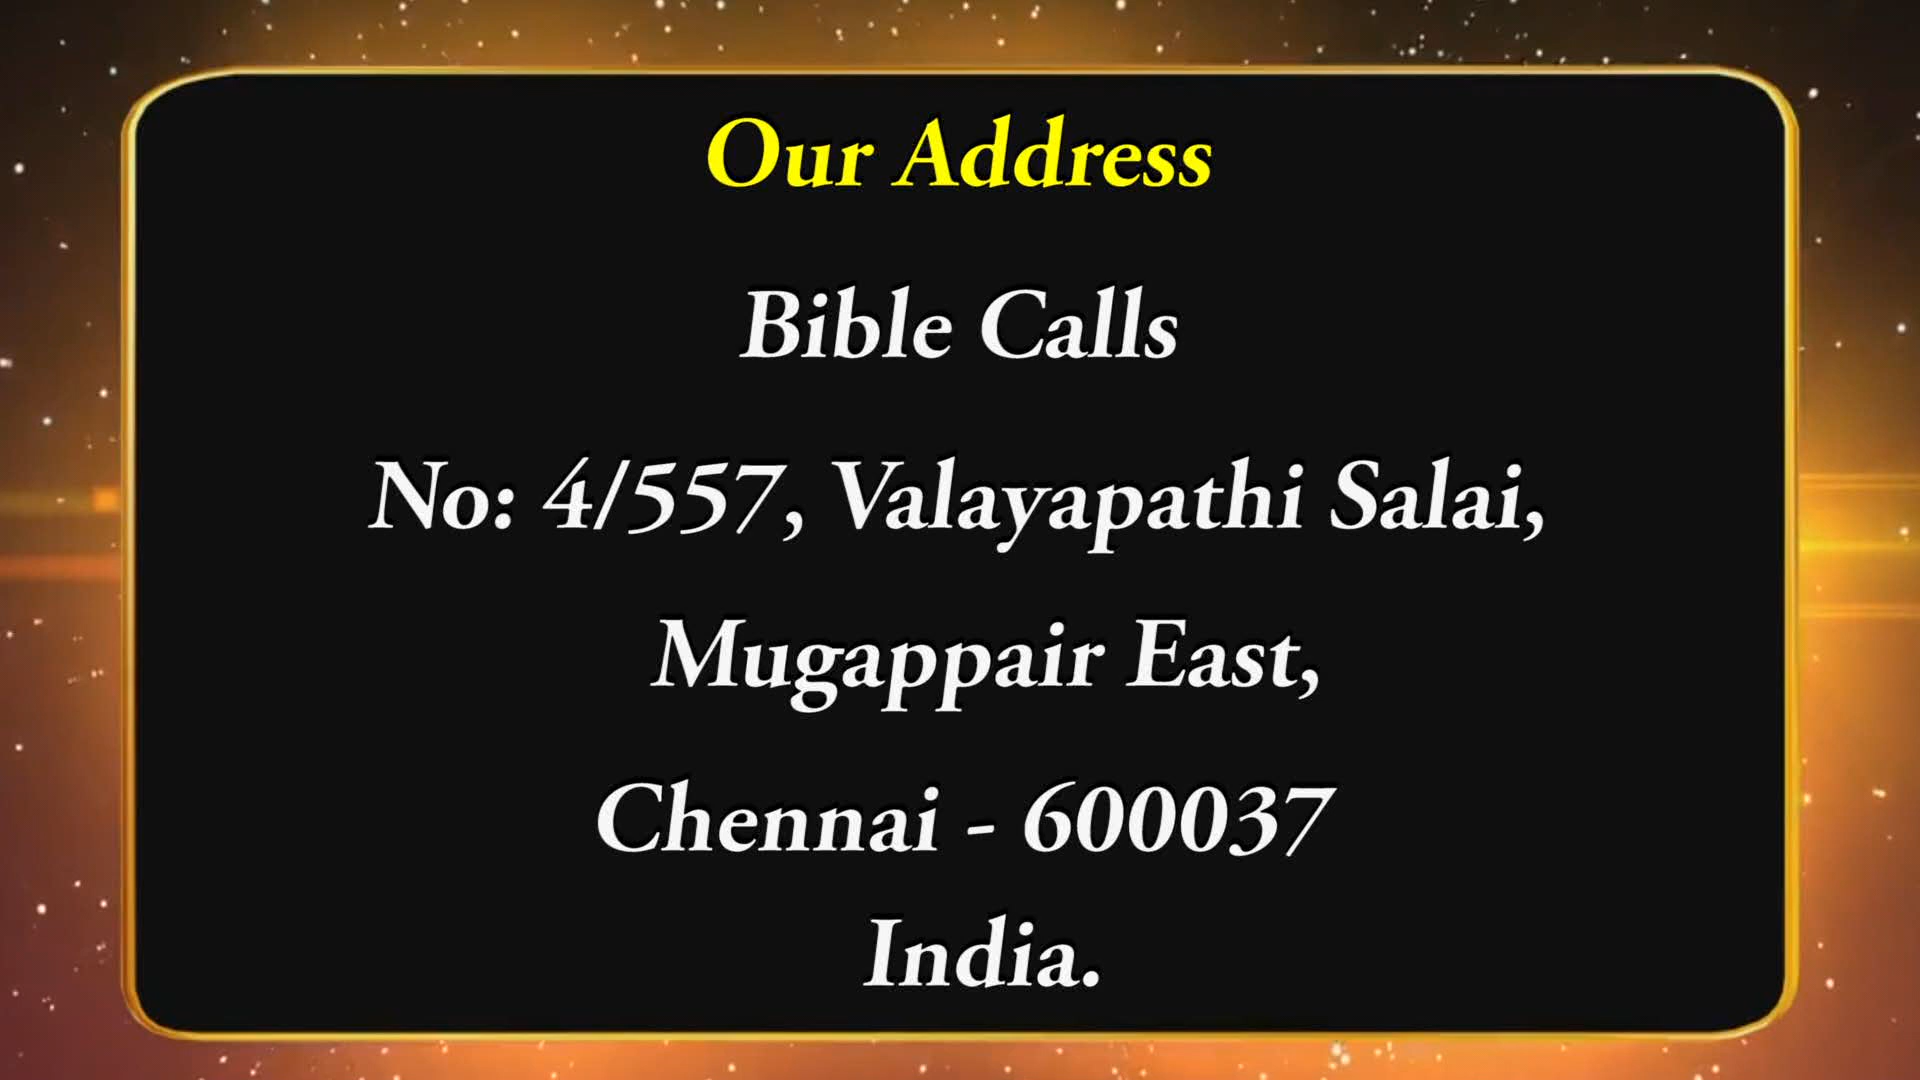 Our Address
Bible Calls
No: 4/557, Valayapathi Salai,
Mugappair East,
Chennai - 600037
India.